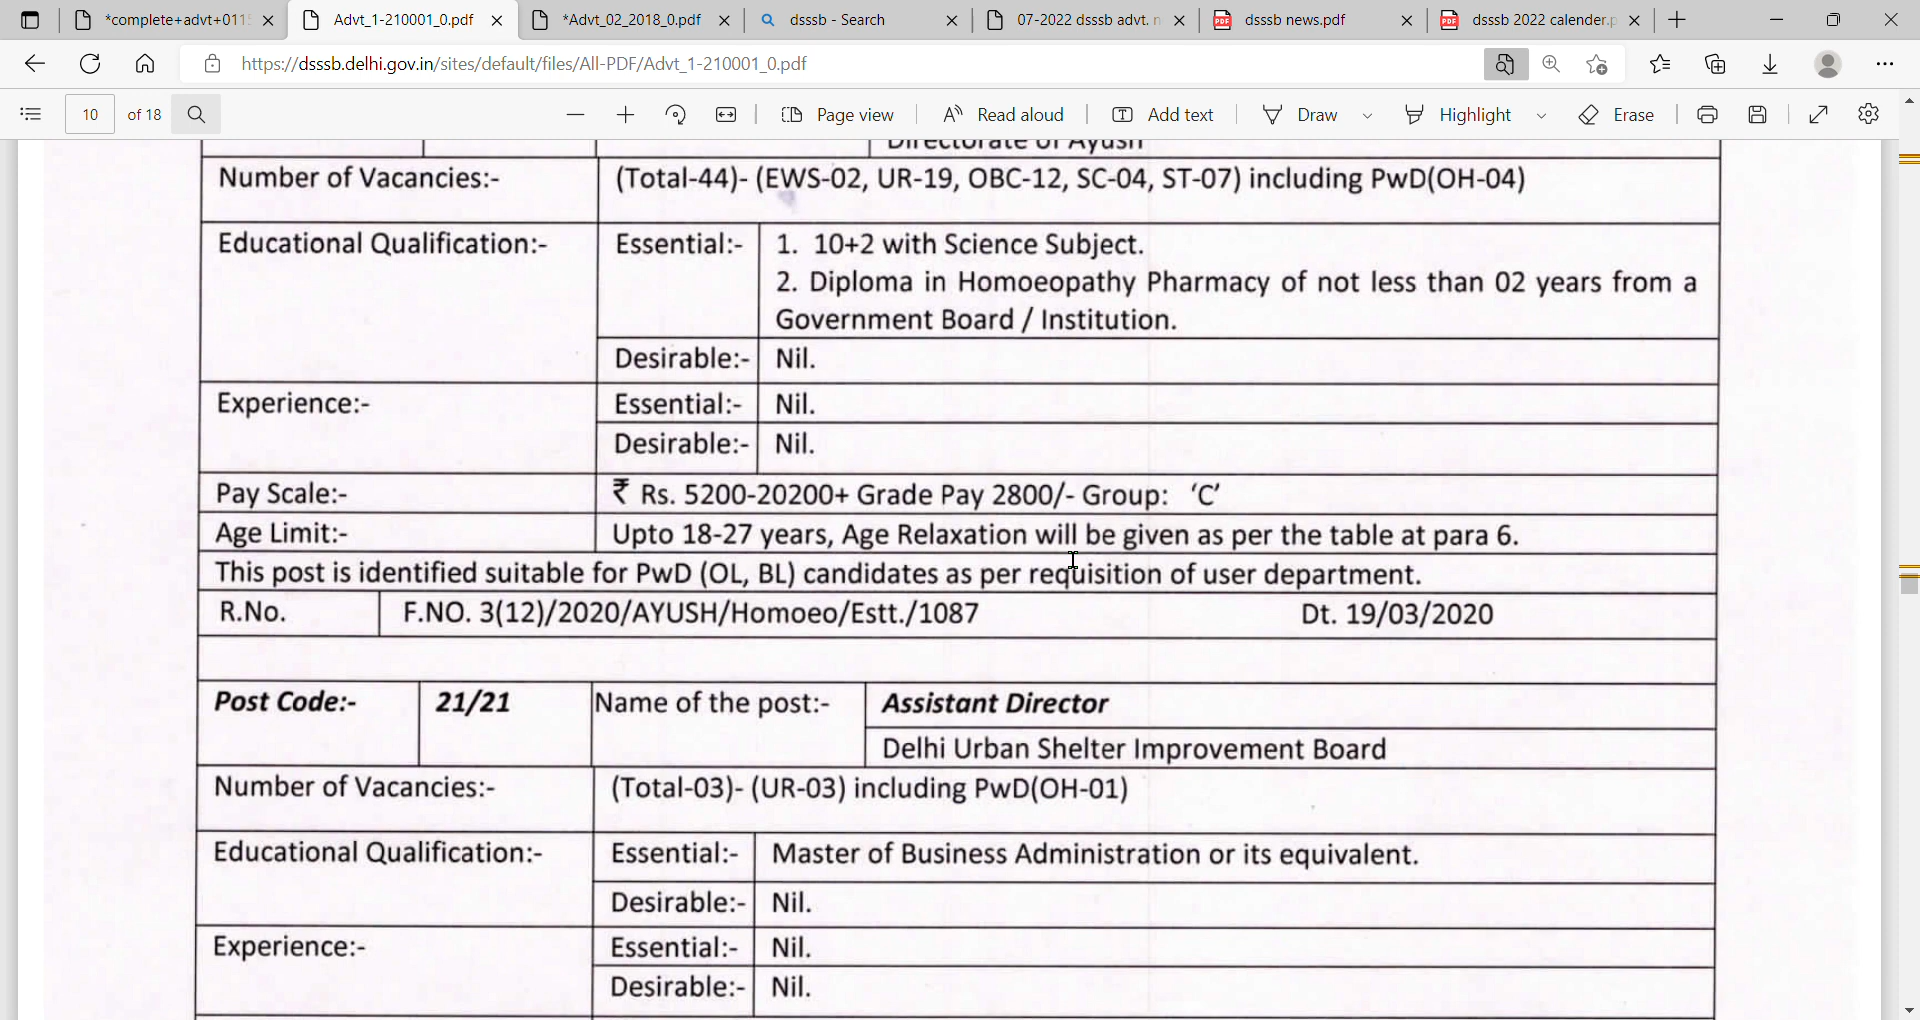 *complete+advt+011
Advt_1-210001_0.pdf
*Advt_02_2018_0.pdf
dsssb - Search
07-2022 dsssb advt. n
dsssb news.pdf
dsssb 2022 calender.p
https://dsssb.delhi.gov.in/sites/default/files/All-PDF/Advt_1-210001_0.pdf
10 of 18
Page view
Read aloud
Add text
Draw
Highlight
Erase
Directorate of Ayush
Number of Vacancies:- (Total-44)- (EWS-02, UR-19, OBC-12, SC-04, ST-07) including PwD(OH-04)
Educational Qualification:- Essential:- 1. 10+2 with Science Subject.
2. Diploma in Homoeopathy Pharmacy of not less than 02 years from a
Government Board / Institution.
Desirable:- Nil.
Experience:- Essential:- Nil.
Desirable:- Nil.
Pay Scale:- ₹ Rs. 5200-20200+ Grade Pay 2800/- Group: 'C'
Age Limit:- Upto 18-27 years, Age Relaxation will be given as per the table at para 6.
This post is identified suitable for PwD (OL, BL) candidates as per requisition of user department.
R.No. F.NO. 3(12)/2020/AYUSH/Homoeo/Estt./1087 Dt. 19/03/2020
Post Code:- 21/21 Name of the post:- Assistant Director
Delhi Urban Shelter Improvement Board
Number of Vacancies:- (Total-03)- (UR-03) including PwD(OH-01)
Educational Qualification:- Essential:- Master of Business Administration or its equivalent.
Desirable:- Nil.
Experience:- Essential:- Nil.
Desirable:- Nil.